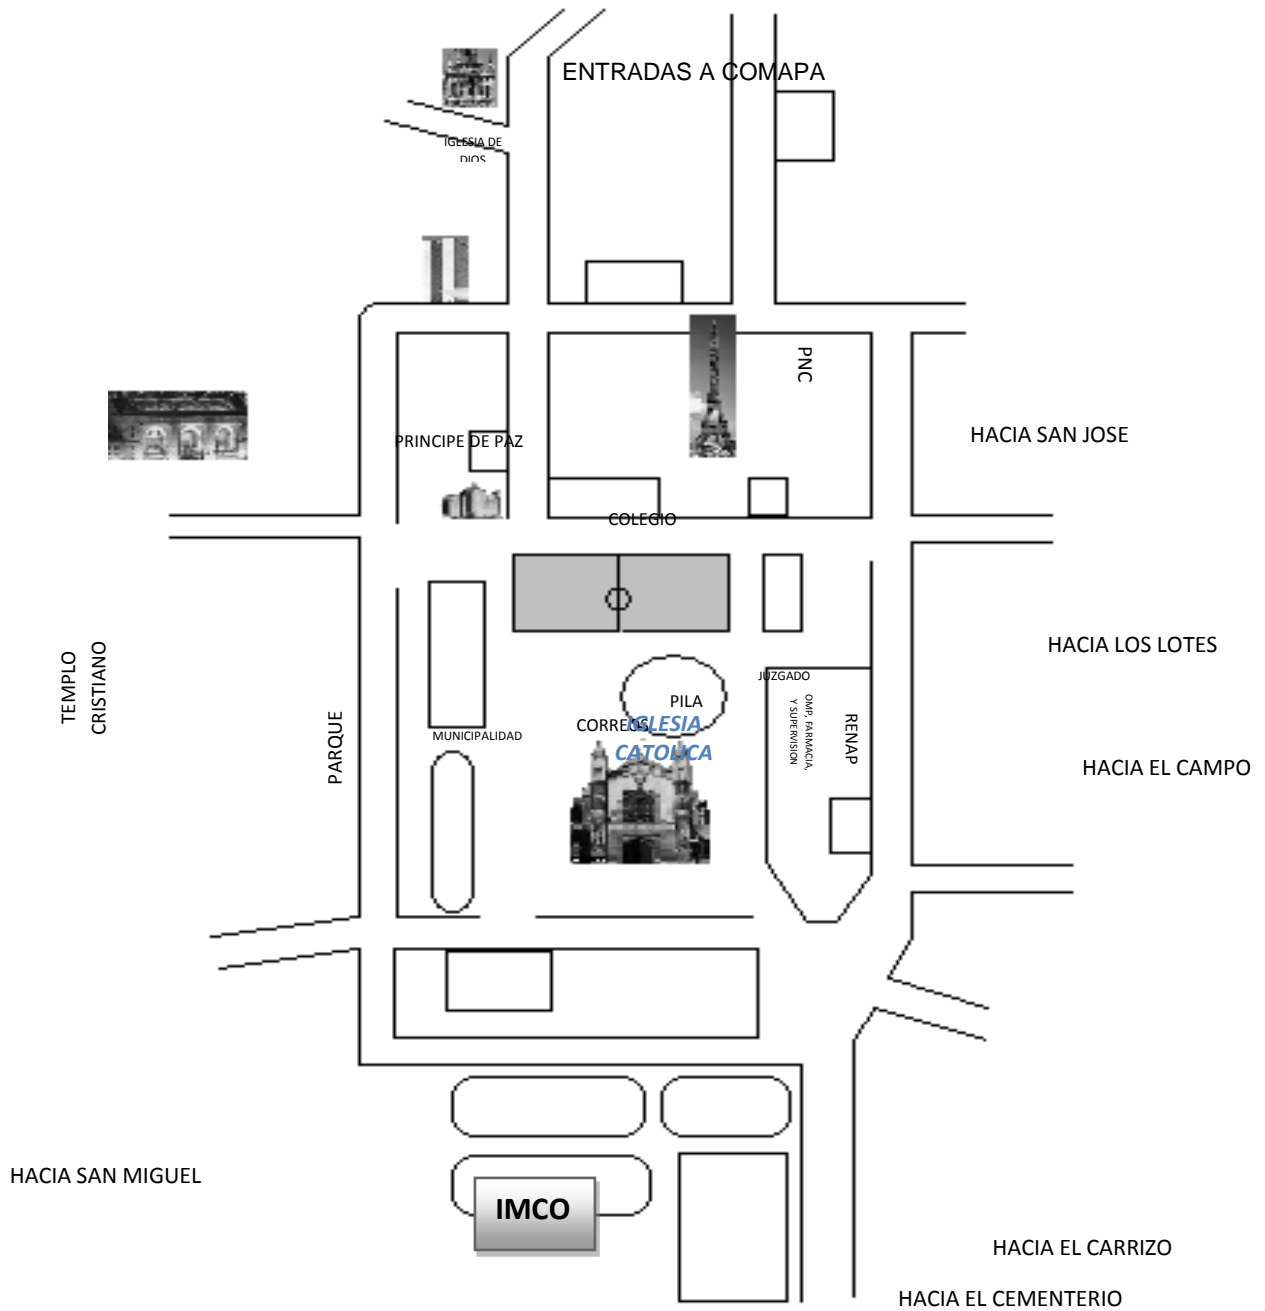 ENTRADAS A COMAPA
IGLESIA DE
DIOS
PNC
HACIA SAN JOSE
PRINCIPE DE PAZ
COLEGIO
TEMPLO
CRISTIANO
HACIA LOS LOTES
JUZGADO
PILA
OMP, FARMACIA,
Y SUPERVISION
RENAP
PARQUE
MUNICIPALIDAD
CORREOS
IGLESIA
CATOLICA
HACIA EL CAMPO
HACIA SAN MIGUEL
IMCO
HACIA EL CARRIZO
HACIA EL CEMENTERIO